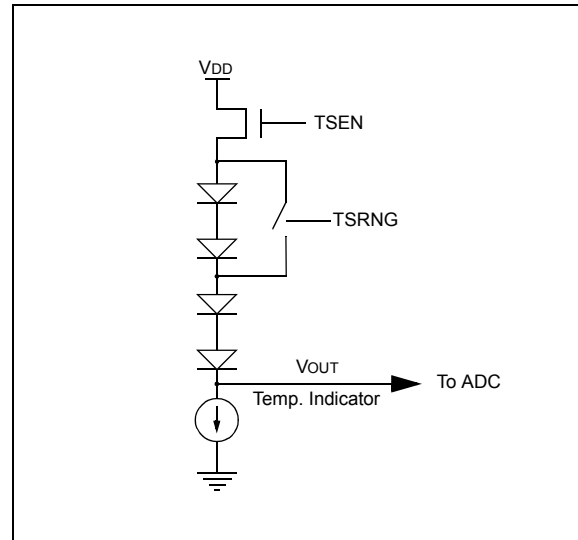 VDD
TSEN
TSRNG
VOUT
To ADC
Temp. Indicator